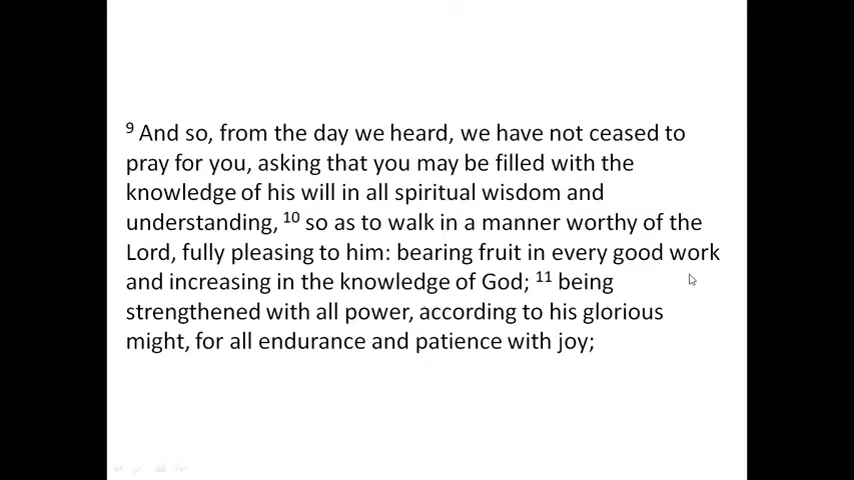 ⁹ And so, from the day we heard, we have not ceased to
pray for you, asking that you may be filled with the
knowledge of his will in all spiritual wisdom and
understanding, ¹⁰ so as to walk in a manner worthy of the
Lord, fully pleasing to him: bearing fruit in every good work
and increasing in the knowledge of God; ¹¹ being
strengthened with all power, according to his glorious
might, for all endurance and patience with joy;